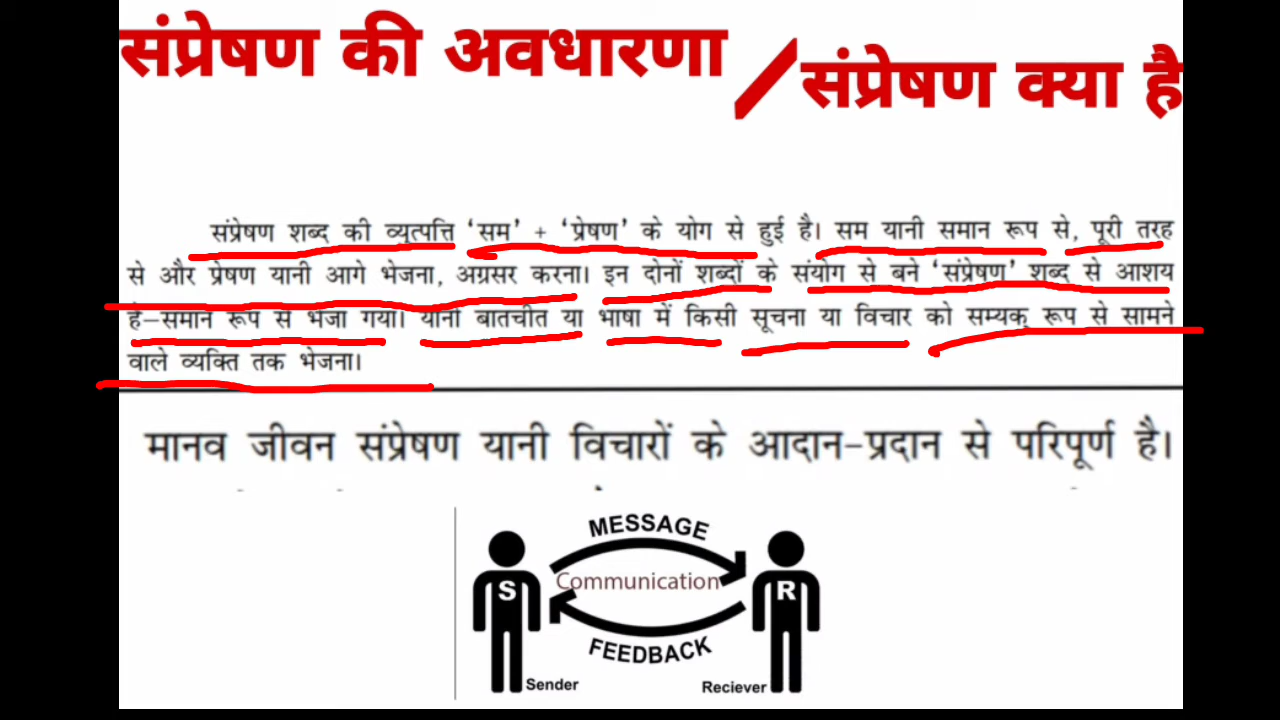 संप्रेषण की अवधारणा / संप्रेषण क्या है
संप्रेषण शब्द की व्युत्पत्ति ‘सम’ + ‘प्रेषण’ के योग से हुई है। सम यानी समान रूप से, पूरी तरह
से और प्रेषण यानी आगे भेजना, अग्रसर करना। इन दोनों शब्दों के संयोग से बने ‘संप्रेषण’ शब्द से आशय
है–समान रूप से भेजा गया। यानी बातचीत या भाषा में किसी सूचना या विचार को सम्यक् रूप से सामने
वाले व्यक्ति तक भेजना।
मानव जीवन संप्रेषण यानी विचारों के आदान–प्रदान से परिपूर्ण है।
MESSAGE
S Communication R
FEEDBACK
Sender Reciever